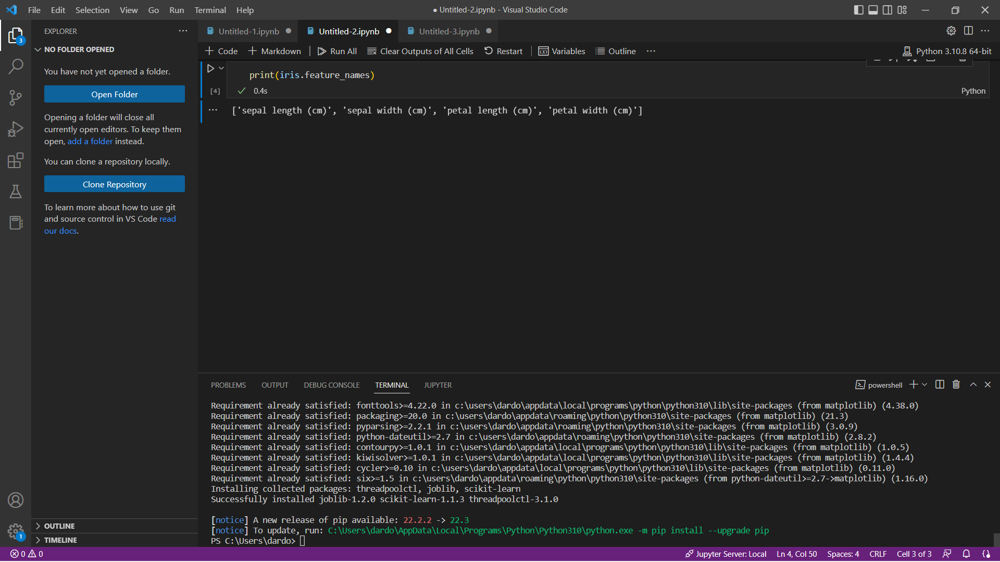 File Edit Selection View Go Run Terminal Help
● Untitled-2.ipynb - Visual Studio Code
EXPLORER
Untitled-1.ipynb
Untitled-2.ipynb
Untitled-3.ipynb
3
NO FOLDER OPENED
You have not yet opened a folder.
Open Folder
Opening a folder will close all
currently open editors. To keep them
open, add a folder instead.
You can clone a repository locally.
Clone Repository
To learn more about how to use git
and source control in VS Code read
our docs.
OUTLINE
TIMELINE
1
+ Code + Markdown | Run All Clear Outputs of All Cells Restart | Variables Outline ···
Python 3.10.8 64-bit
print(iris.feature_names)
[4] ✓ 0.4s
Python
['sepal length (cm)', 'sepal width (cm)', 'petal length (cm)', 'petal width (cm)']
PROBLEMS OUTPUT DEBUG CONSOLE TERMINAL JUPYTER
powershell
Requirement already satisfied: fonttools>=4.22.0 in c:\users\dardo\appdata\local\programs\python\python310\lib\site-packages (from matplotlib) (4.38.0)
Requirement already satisfied: packaging>=20.0 in c:\users\dardo\appdata\roaming\python\python310\site-packages (from matplotlib) (21.3)
Requirement already satisfied: pyparsing>=2.2.1 in c:\users\dardo\appdata\roaming\python\python310\site-packages (from matplotlib) (3.0.9)
Requirement already satisfied: python-dateutil>=2.7 in c:\users\dardo\appdata\roaming\python\python310\site-packages (from matplotlib) (2.8.2)
Requirement already satisfied: contourpy>=1.0.1 in c:\users\dardo\appdata\local\programs\python\python310\lib\site-packages (from matplotlib) (1.0.5)
Requirement already satisfied: kiwisolver>=1.0.1 in c:\users\dardo\appdata\local\programs\python\python310\lib\site-packages (from matplotlib) (1.4.4)
Requirement already satisfied: cycler>=0.10 in c:\users\dardo\appdata\local\programs\python\python310\lib\site-packages (from matplotlib) (0.11.0)
Requirement already satisfied: six>=1.5 in c:\users\dardo\appdata\roaming\python\python310\site-packages (from python-dateutil>=2.7->matplotlib) (1.16.0)
Installing collected packages: threadpoolctl, joblib, scikit-learn
Successfully installed joblib-1.2.0 scikit-learn-1.1.3 threadpoolctl-3.1.0
[notice] A new release of pip available: 22.2.2 -> 22.3
[notice] To update, run: C:\Users\dardo\AppData\Local\Programs\Python\Python310\python.exe -m pip install --upgrade pip
PS C:\Users\dardo>
0 0
Jupyter Server: Local Ln 4, Col 50 Spaces: 4 CRLF Cell 3 of 3